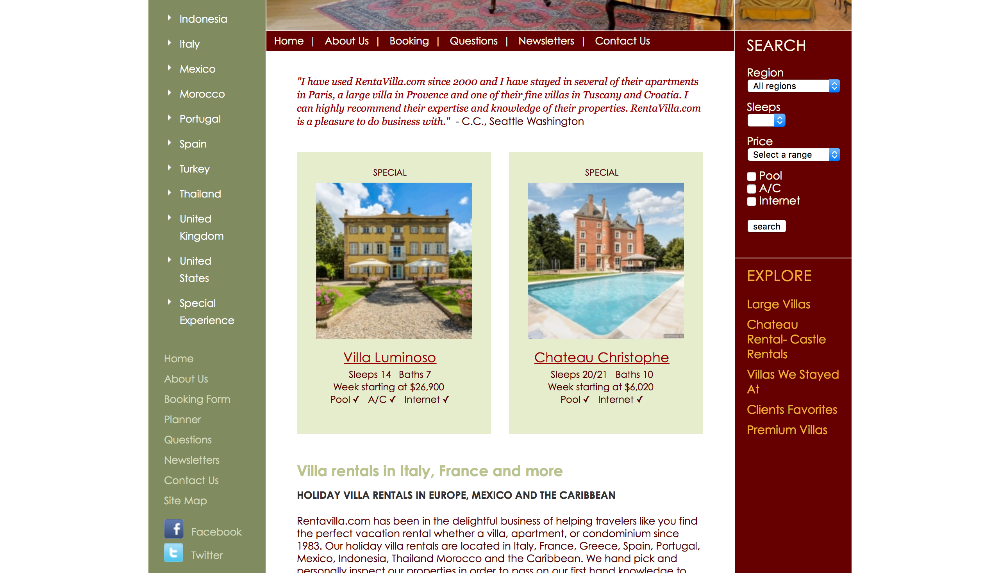 Indonesia
Italy
Mexico
Morocco
Portugal
Spain
Turkey
Thailand
United
Kingdom
United
States
Special
Experience
Home
About Us
Booking Form
Planner
Questions
Newsletters
Contact Us
Site Map
Facebook
Twitter
Home | About Us | Booking | Questions | Newsletters | Contact Us
"I have used RentaVilla.com since 2000 and I have stayed in several of their apartments
in Paris, a large villa in Provence and one of their fine villas in Tuscany and Croatia. I
can highly recommend their expertise and knowledge of their properties. RentaVilla.com
is a pleasure to do business with." - C.C., Seattle Washington
SPECIAL
Villa Luminoso
Sleeps 14 Baths 7
Week starting at $26,900
Pool ✓ A/C ✓ Internet ✓
SPECIAL
Chateau Christophe
Sleeps 20/21 Baths 10
Week starting at $6,020
Pool ✓ Internet ✓
Villa rentals in Italy, France and more
HOLIDAY VILLA RENTALS IN EUROPE, MEXICO AND THE CARIBBEAN
Rentavilla.com has been in the delightful business of helping travelers like you find
the perfect vacation rental whether a villa, apartment, or condominium since
1983. Our holiday villa rentals are located in Italy, France, Greece, Spain, Portugal,
Mexico, Indonesia, Thailand Morocco and the Caribbean. We hand pick and
personally inspect our properties in order to pass on our first hand knowledge to
SEARCH
Region
All regions
Sleeps
Price
Select a range
Pool
A/C
Internet
search
EXPLORE
Large Villas
Chateau
Rental- Castle
Rentals
Villas We Stayed
At
Clients Favorites
Premium Villas